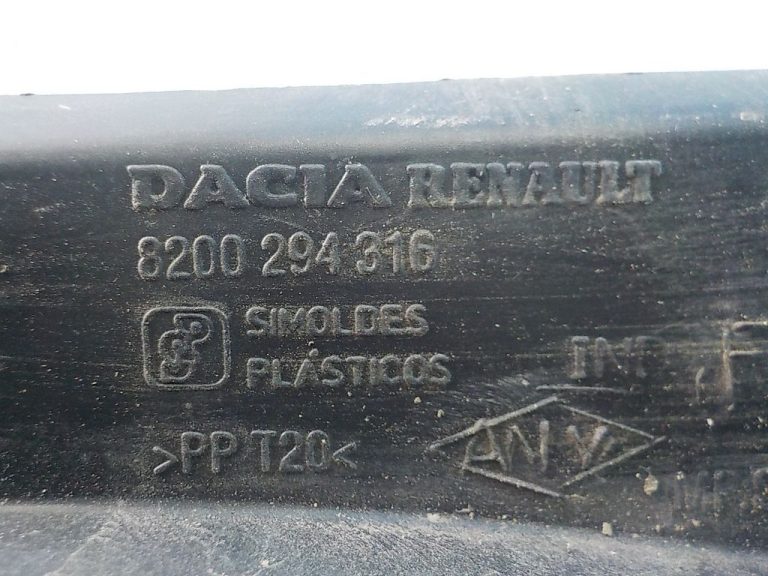 DACIA RENAULT
8200 294 316
SIMOLDES
PLÁSTICOS
>PP T20<